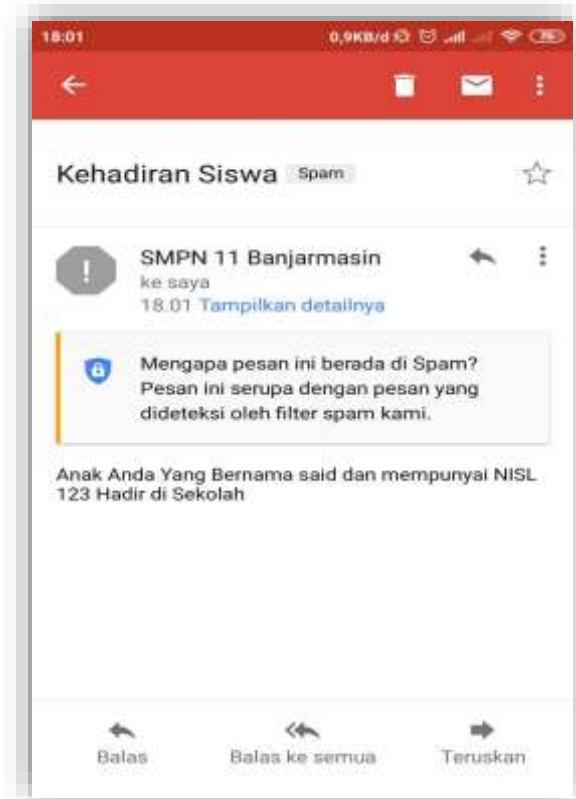 18:01 0,9KB/d
Kehadiran Siswa Spam
SMPN 11 Banjarmasin
ke saya
18.01 Tampilkan detailnya
Mengapa pesan ini berada di Spam?
Pesan ini serupa dengan pesan yang
dideteksi oleh filter spam kami.
Anak Anda Yang Bernama said dan mempunyai NISL
123 Hadir di Sekolah
Balas Balas ke semua Teruskan